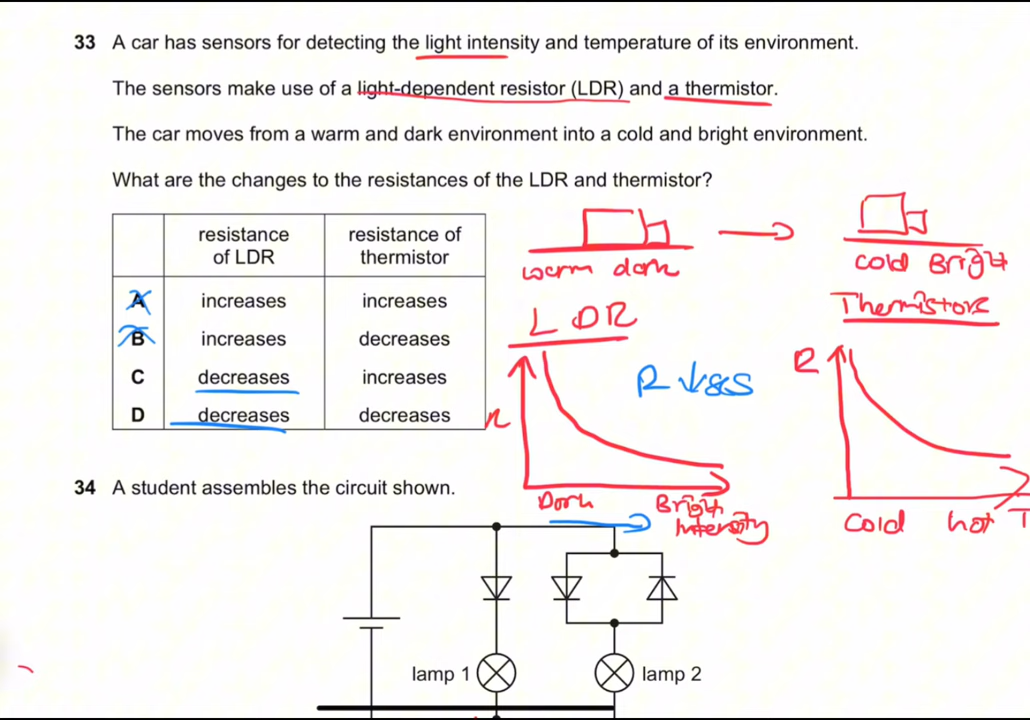 33 A car has sensors for detecting the light intensity and temperature of its environment.
The sensors make use of a light-dependent resistor (LDR) and a thermistor.
The car moves from a warm and dark environment into a cold and bright environment.
What are the changes to the resistances of the LDR and thermistor?
resistance of LDR resistance of thermistor
A increases increases
B increases decreases
C decreases increases
D decreases decreases
warm dark
cold Bright
LDR
Thermistors
R ↓ses
R
R
Dark Bright
Intensity
Cold hot T
34 A student assembles the circuit shown.
lamp 1
lamp 2